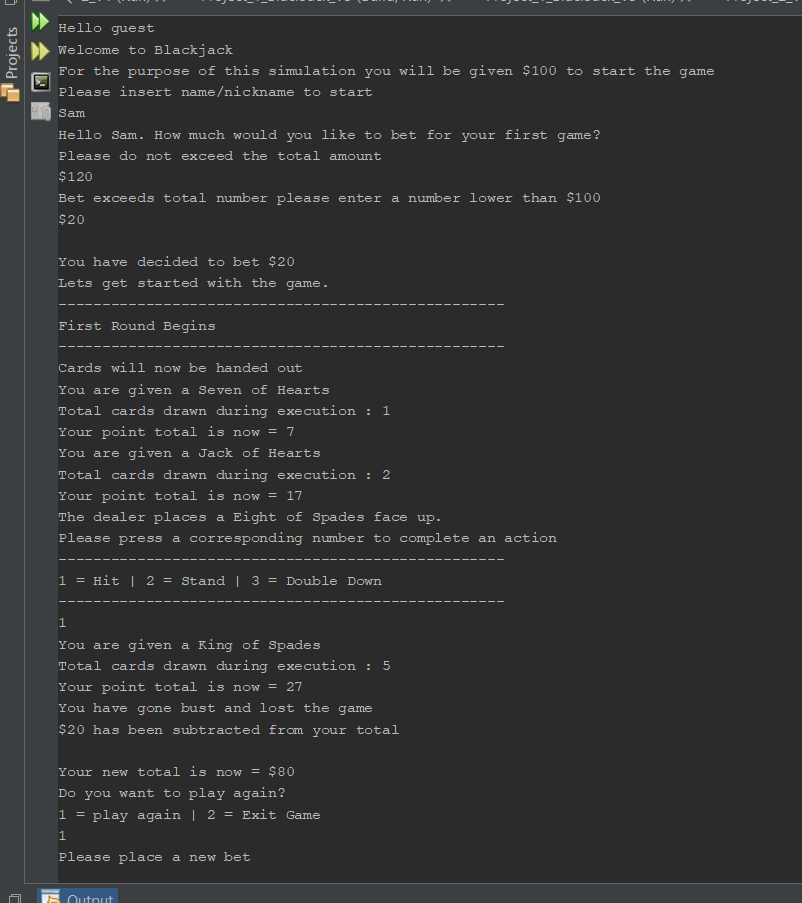 Projects
Hello guest
Welcome to Blackjack
For the purpose of this simulation you will be given $100 to start the game
Please insert name/nickname to start
Sam
Hello Sam. How much would you like to bet for your first game?
Please do not exceed the total amount
$120
Bet exceeds total number please enter a number lower than $100
$20
You have decided to bet $20
Lets get started with the game.
---------------------------------------------------
First Round Begins
---------------------------------------------------
Cards will now be handed out
You are given a Seven of Hearts
Total cards drawn during execution : 1
Your point total is now = 7
You are given a Jack of Hearts
Total cards drawn during execution : 2
Your point total is now = 17
The dealer places a Eight of Spades face up.
Please press a corresponding number to complete an action
---------------------------------------------------
1 = Hit | 2 = Stand | 3 = Double Down
---------------------------------------------------
1
You are given a King of Spades
Total cards drawn during execution : 5
Your point total is now = 27
You have gone bust and lost the game
$20 has been subtracted from your total
Your new total is now = $80
Do you want to play again?
1 = play again | 2 = Exit Game
1
Please place a new bet
Output